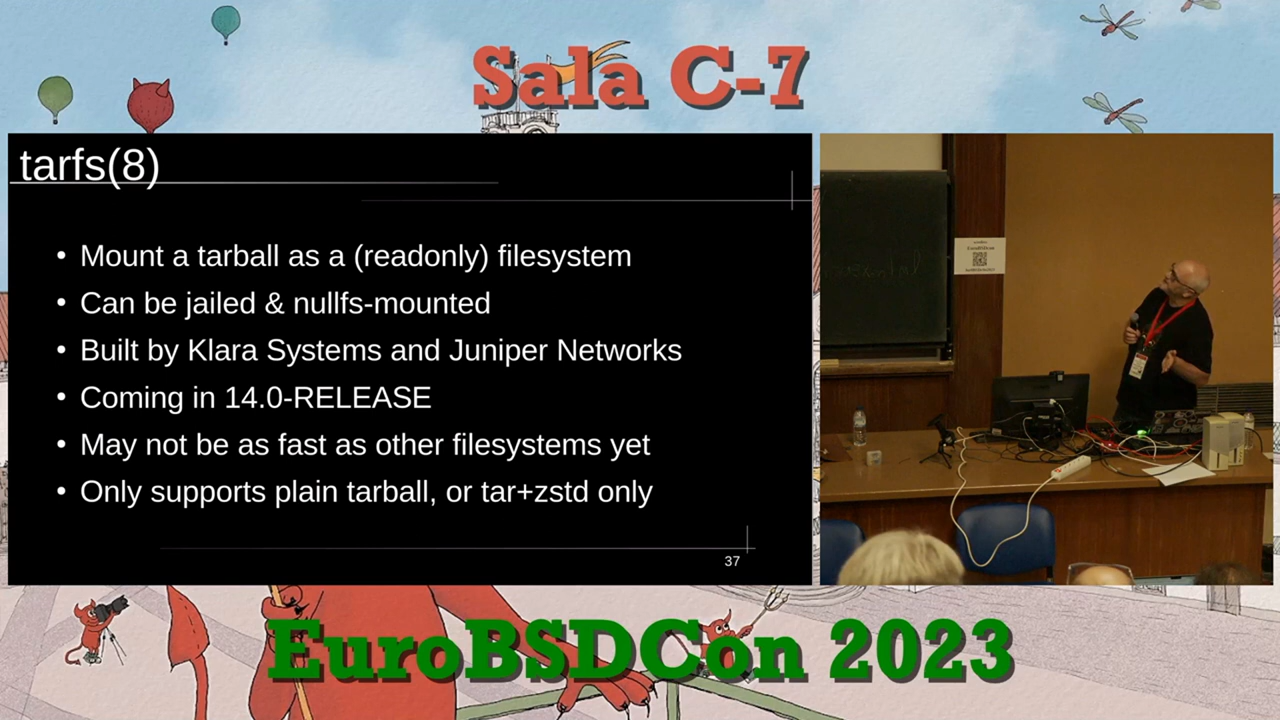 Sala C-7
tarfs(8)
• Mount a tarball as a (readonly) filesystem
• Can be jailed & nullfs-mounted
• Built by Klara Systems and Juniper Networks
• Coming in 14.0-RELEASE
• May not be as fast as other filesystems yet
• Only supports plain tarball, or tar+zstd only
37
EuroBSDCon 2023